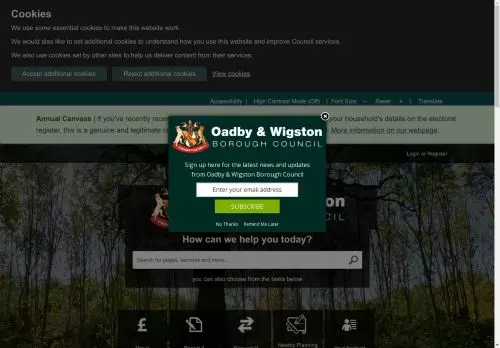 Cookies
We use some essential cookies to make this website work.
We would also like to set additional cookies to understand how you use this website and improve Council services.
We also use cookies set by other sites to help us deliver content from their services.
Accept additional cookies Reject additional cookies View cookies
Accessibility | High Contrast Mode (Off) | Font Size: − Reset + | Translate
Annual Canvass | If you've recently recei your household's details on the electoral
register, this is a genuine and legitimate c More information on our webpage.
Login or Register
Oadby & Wigston
BOROUGH COUNCIL
Sign up here for the latest news and updates
from Oadby & Wigston Borough Council
Enter your email address
SUBSCRIBE
No Thanks Remind Me Later
How can we help you today?
Search for pages, services and more...
you can also choose from the tasks below
Nearby Planning